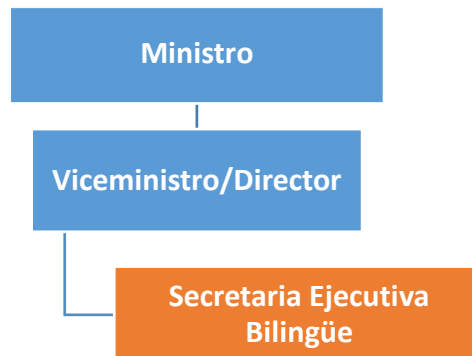 Ministro
Viceministro/Director
Secretaria Ejecutiva
Bilingüe